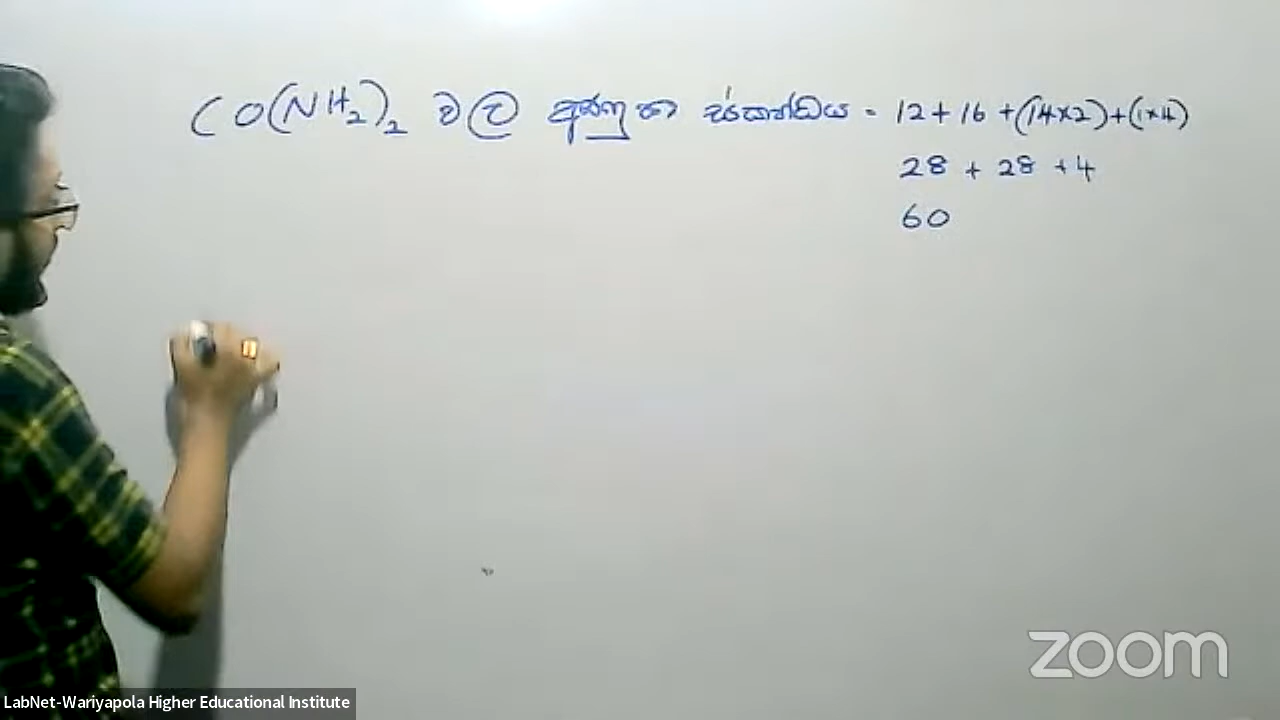 CO(NH2)2 වල අණුක ස්කන්ධය = 12 + 16 + (14×2) + (1×4)
28 + 28 + 4
60
zoom
LabNet-Wariyapola Higher Educational Institute